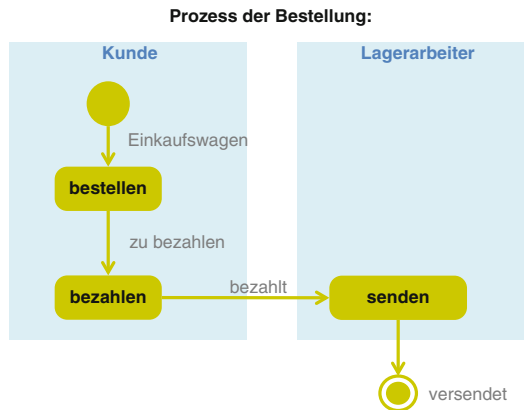 Prozess der Bestellung:
Kunde
Lagerarbeiter
Einkaufswagen
bestellen
zu bezahlen
bezahlen
bezahlt
senden
versendet